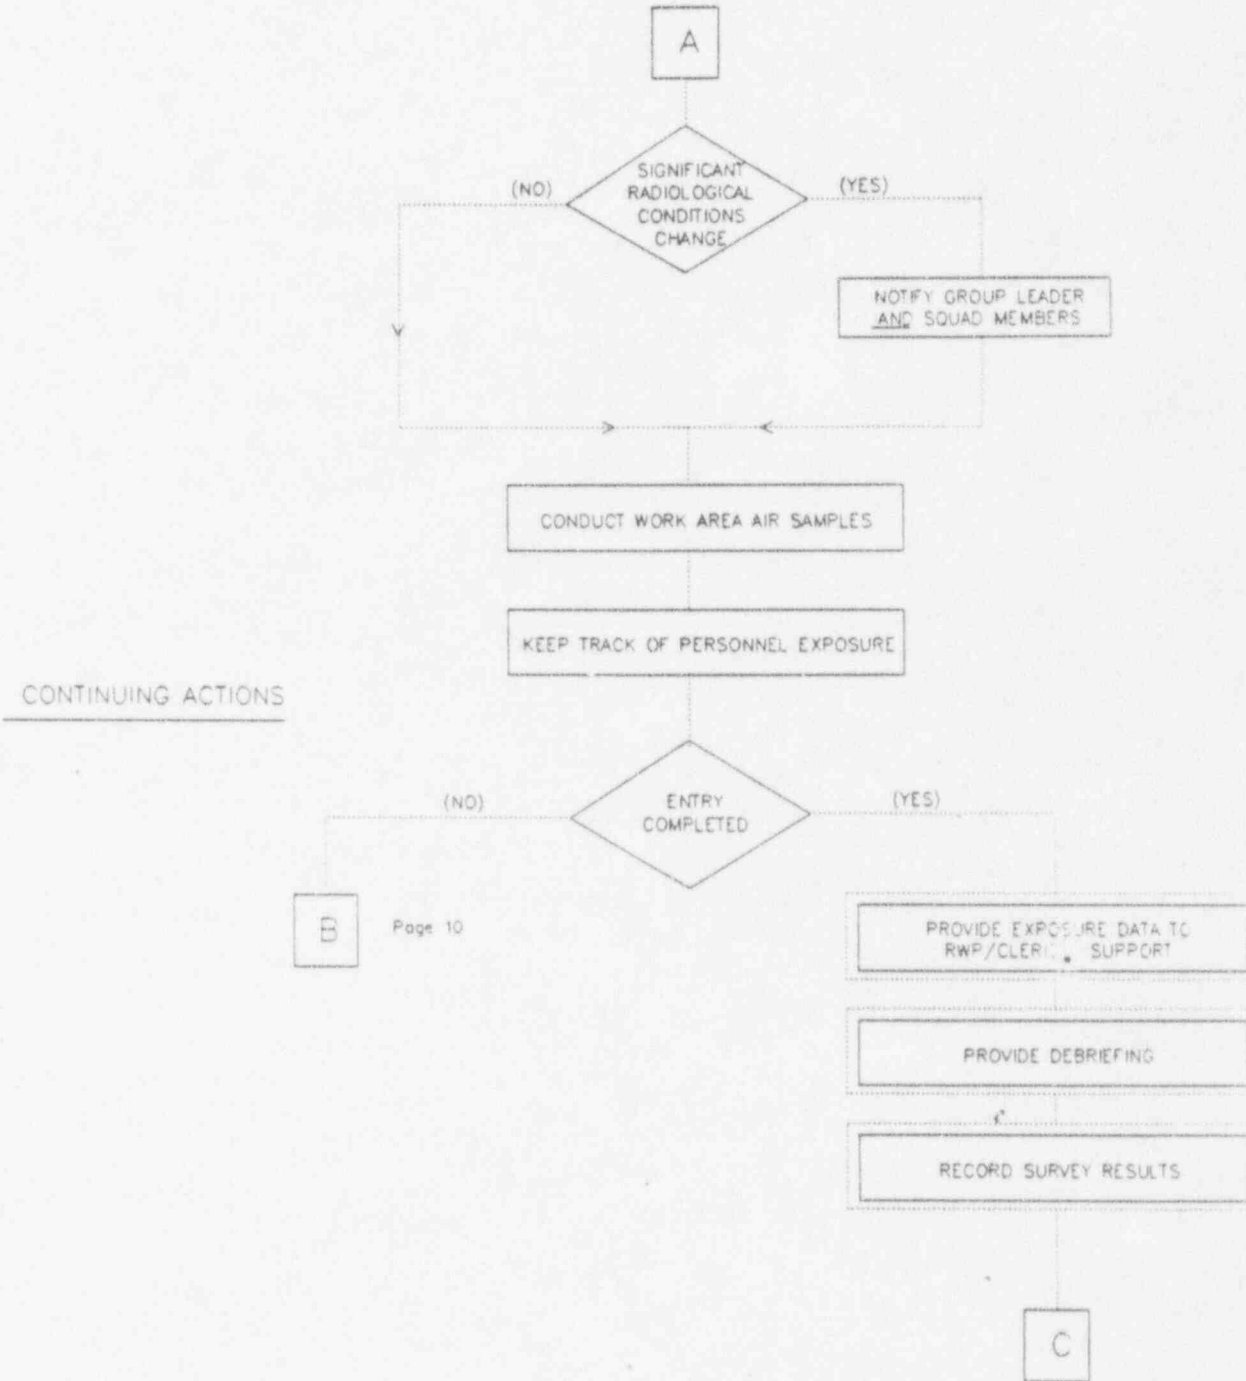 A
SIGNIFICANT
RADIOLOGICAL
CONDITIONS
CHANGE
(NO)
(YES)
NOTIFY GROUP LEADER
AND SQUAD MEMBERS
CONDUCT WORK AREA AIR SAMPLES
KEEP TRACK OF PERSONNEL EXPOSURE
CONTINUING ACTIONS
ENTRY
COMPLETED
(NO)
(YES)
B
Page 10
PROVIDE EXPOSURE DATA TO
RWP/ SUPPORT
PROVIDE DEBRIEFING
RECORD SURVEY RESULTS
C